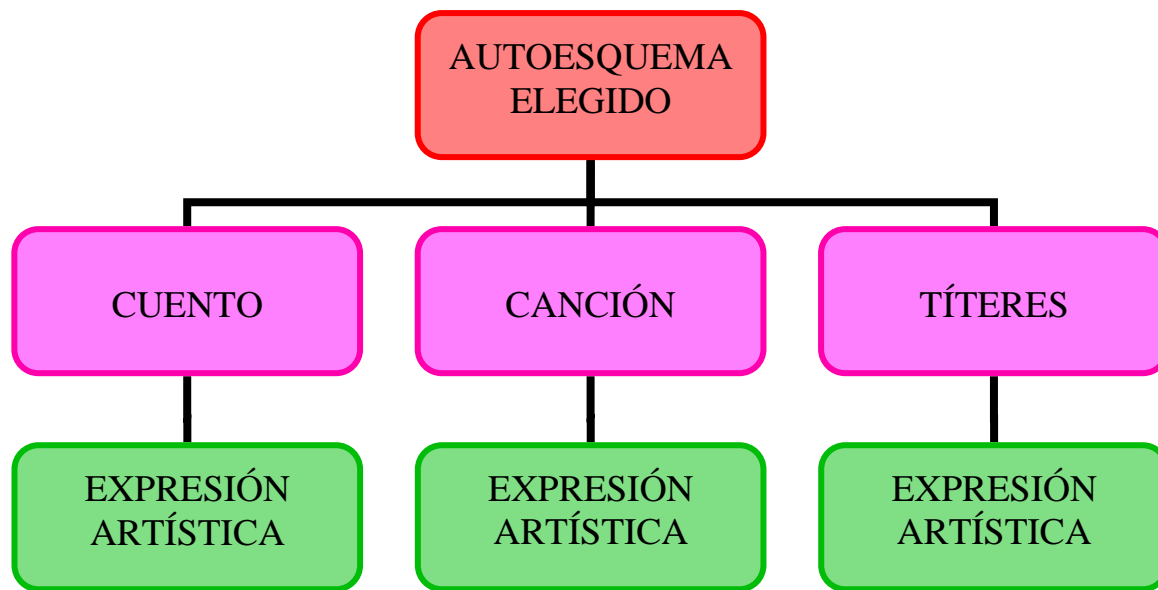 AUTOESQUEMA
ELEGIDO
CUENTO
CANCIÓN
TÍTERES
EXPRESIÓN
ARTÍSTICA
EXPRESIÓN
ARTÍSTICA
EXPRESIÓN
ARTÍSTICA